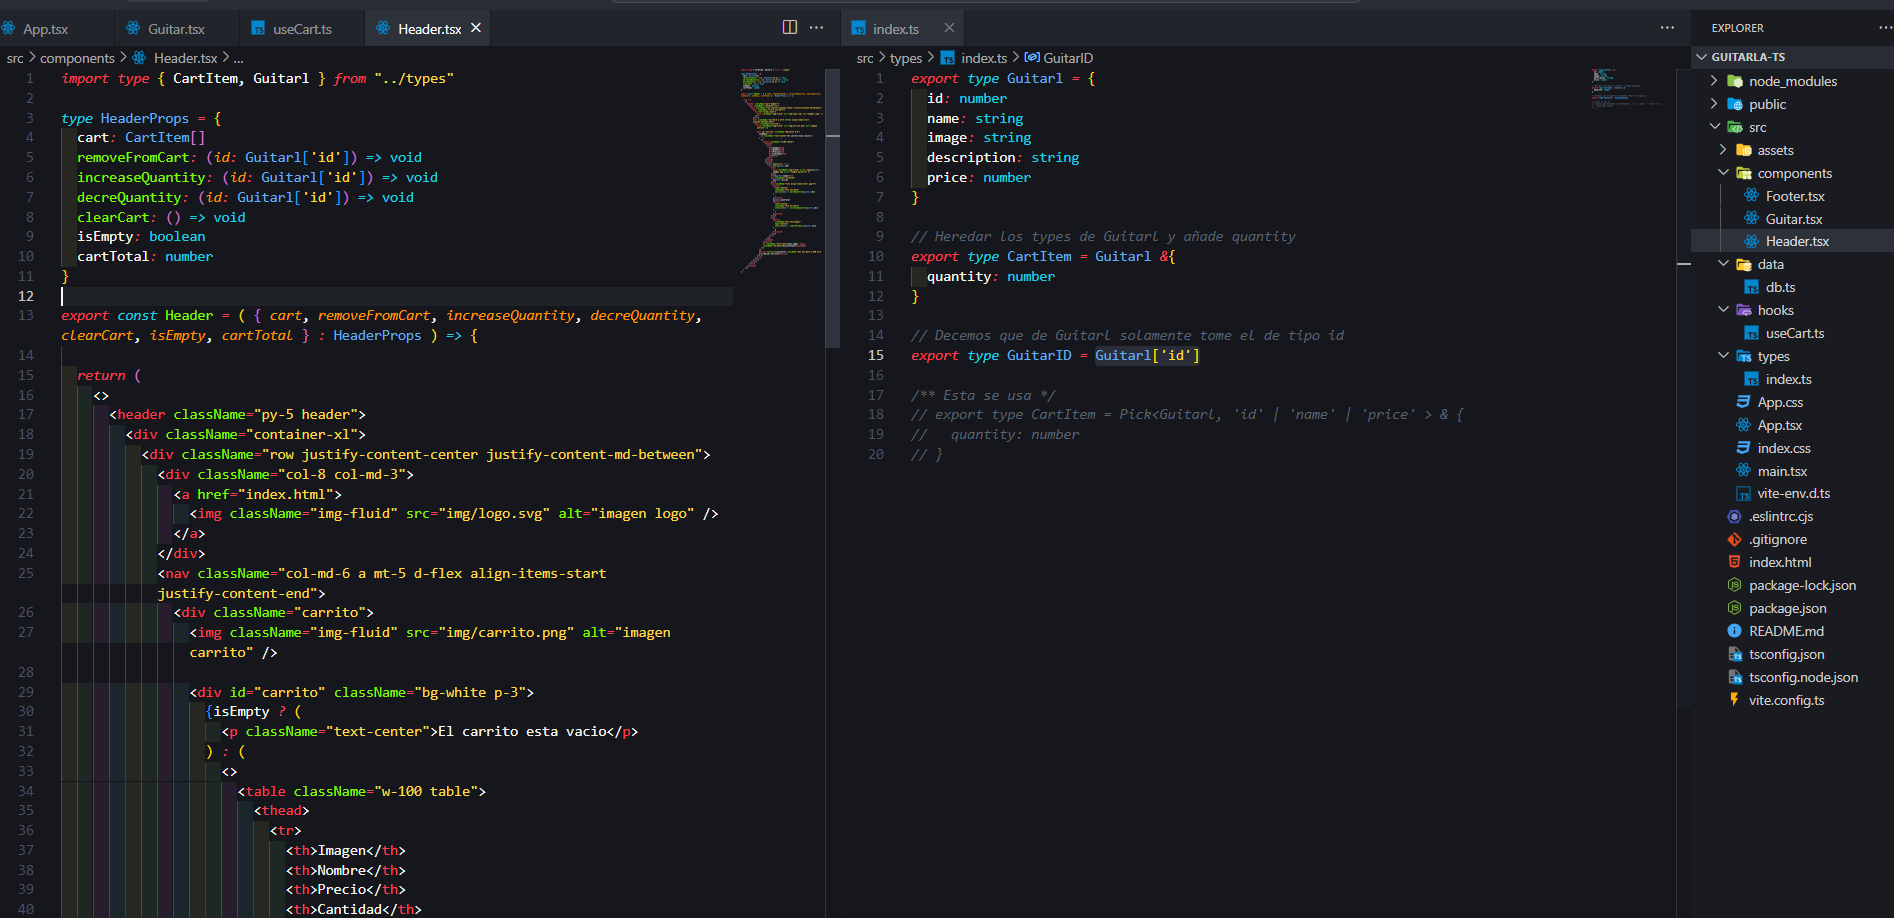 App.tsx
Guitar.tsx
useCart.ts
Header.tsx
src > components > Header.tsx > ...
1 import type { CartItem, Guitarl } from "../types"
2
3 type HeaderProps = {
4 cart: CartItem[]
5 removeFromCart: (id: Guitarl['id']) => void
6 increaseQuantity: (id: Guitarl['id']) => void
7 decreQuantity: (id: Guitarl['id']) => void
8 clearCart: () => void
9 isEmpty: boolean
10 cartTotal: number
11 }
12
13 export const Header = ( { cart, removeFromCart, increaseQuantity, decreQuantity,
clearCart, isEmpty, cartTotal } : HeaderProps ) => {
14
15 return (
16 <>
17 <header className="py-5 header">
18 <div className="container-xl">
19 <div className="row justify-content-center justify-content-md-between">
20 <div className="col-8 col-md-3">
21 <a href="index.html">
22 <img className="img-fluid" src="img/logo.svg" alt="imagen logo" />
23 </a>
24 </div>
25 <nav className="col-md-6 a mt-5 d-flex align-items-start
justify-content-end">
26 <div className="carrito">
27 <img className="img-fluid" src="img/carrito.png" alt="imagen
carrito" />
28
29 <div id="carrito" className="bg-white p-3">
30 {isEmpty ? (
31 <p className="text-center">El carrito esta vacio</p>
32 ) : (
33 <>
34 <table className="w-100 table">
35 <thead>
36 <tr>
37 <th>Imagen</th>
38 <th>Nombre</th>
39 <th>Precio</th>
40 <th>Cantidad</th>
index.ts
src > types > index.ts > GuitarID
1 export type Guitarl = {
2 id: number
3 name: string
4 image: string
5 description: string
6 price: number
7 }
8
9 // Heredar los types de Guitarl y añade quantity
10 export type CartItem = Guitarl &{
11 quantity: number
12 }
13
14 // Decemos que de Guitarl solamente tome el de tipo id
15 export type GuitarID = Guitarl['id']
16
17 /** Esta se usa */
18 // export type CartItem = Pick<Guitarl, 'id' | 'name' | 'price' > & {
19 // quantity: number
20 // }
EXPLORER
GUITARLA-TS
node_modules
public
src
assets
components
Footer.tsx
Guitar.tsx
Header.tsx
data
db.ts
hooks
useCart.ts
types
index.ts
App.css
App.tsx
index.css
main.tsx
vite-env.d.ts
.eslintrc.cjs
.gitignore
index.html
package-lock.json
package.json
README.md
tsconfig.json
tsconfig.node.json
vite.config.ts